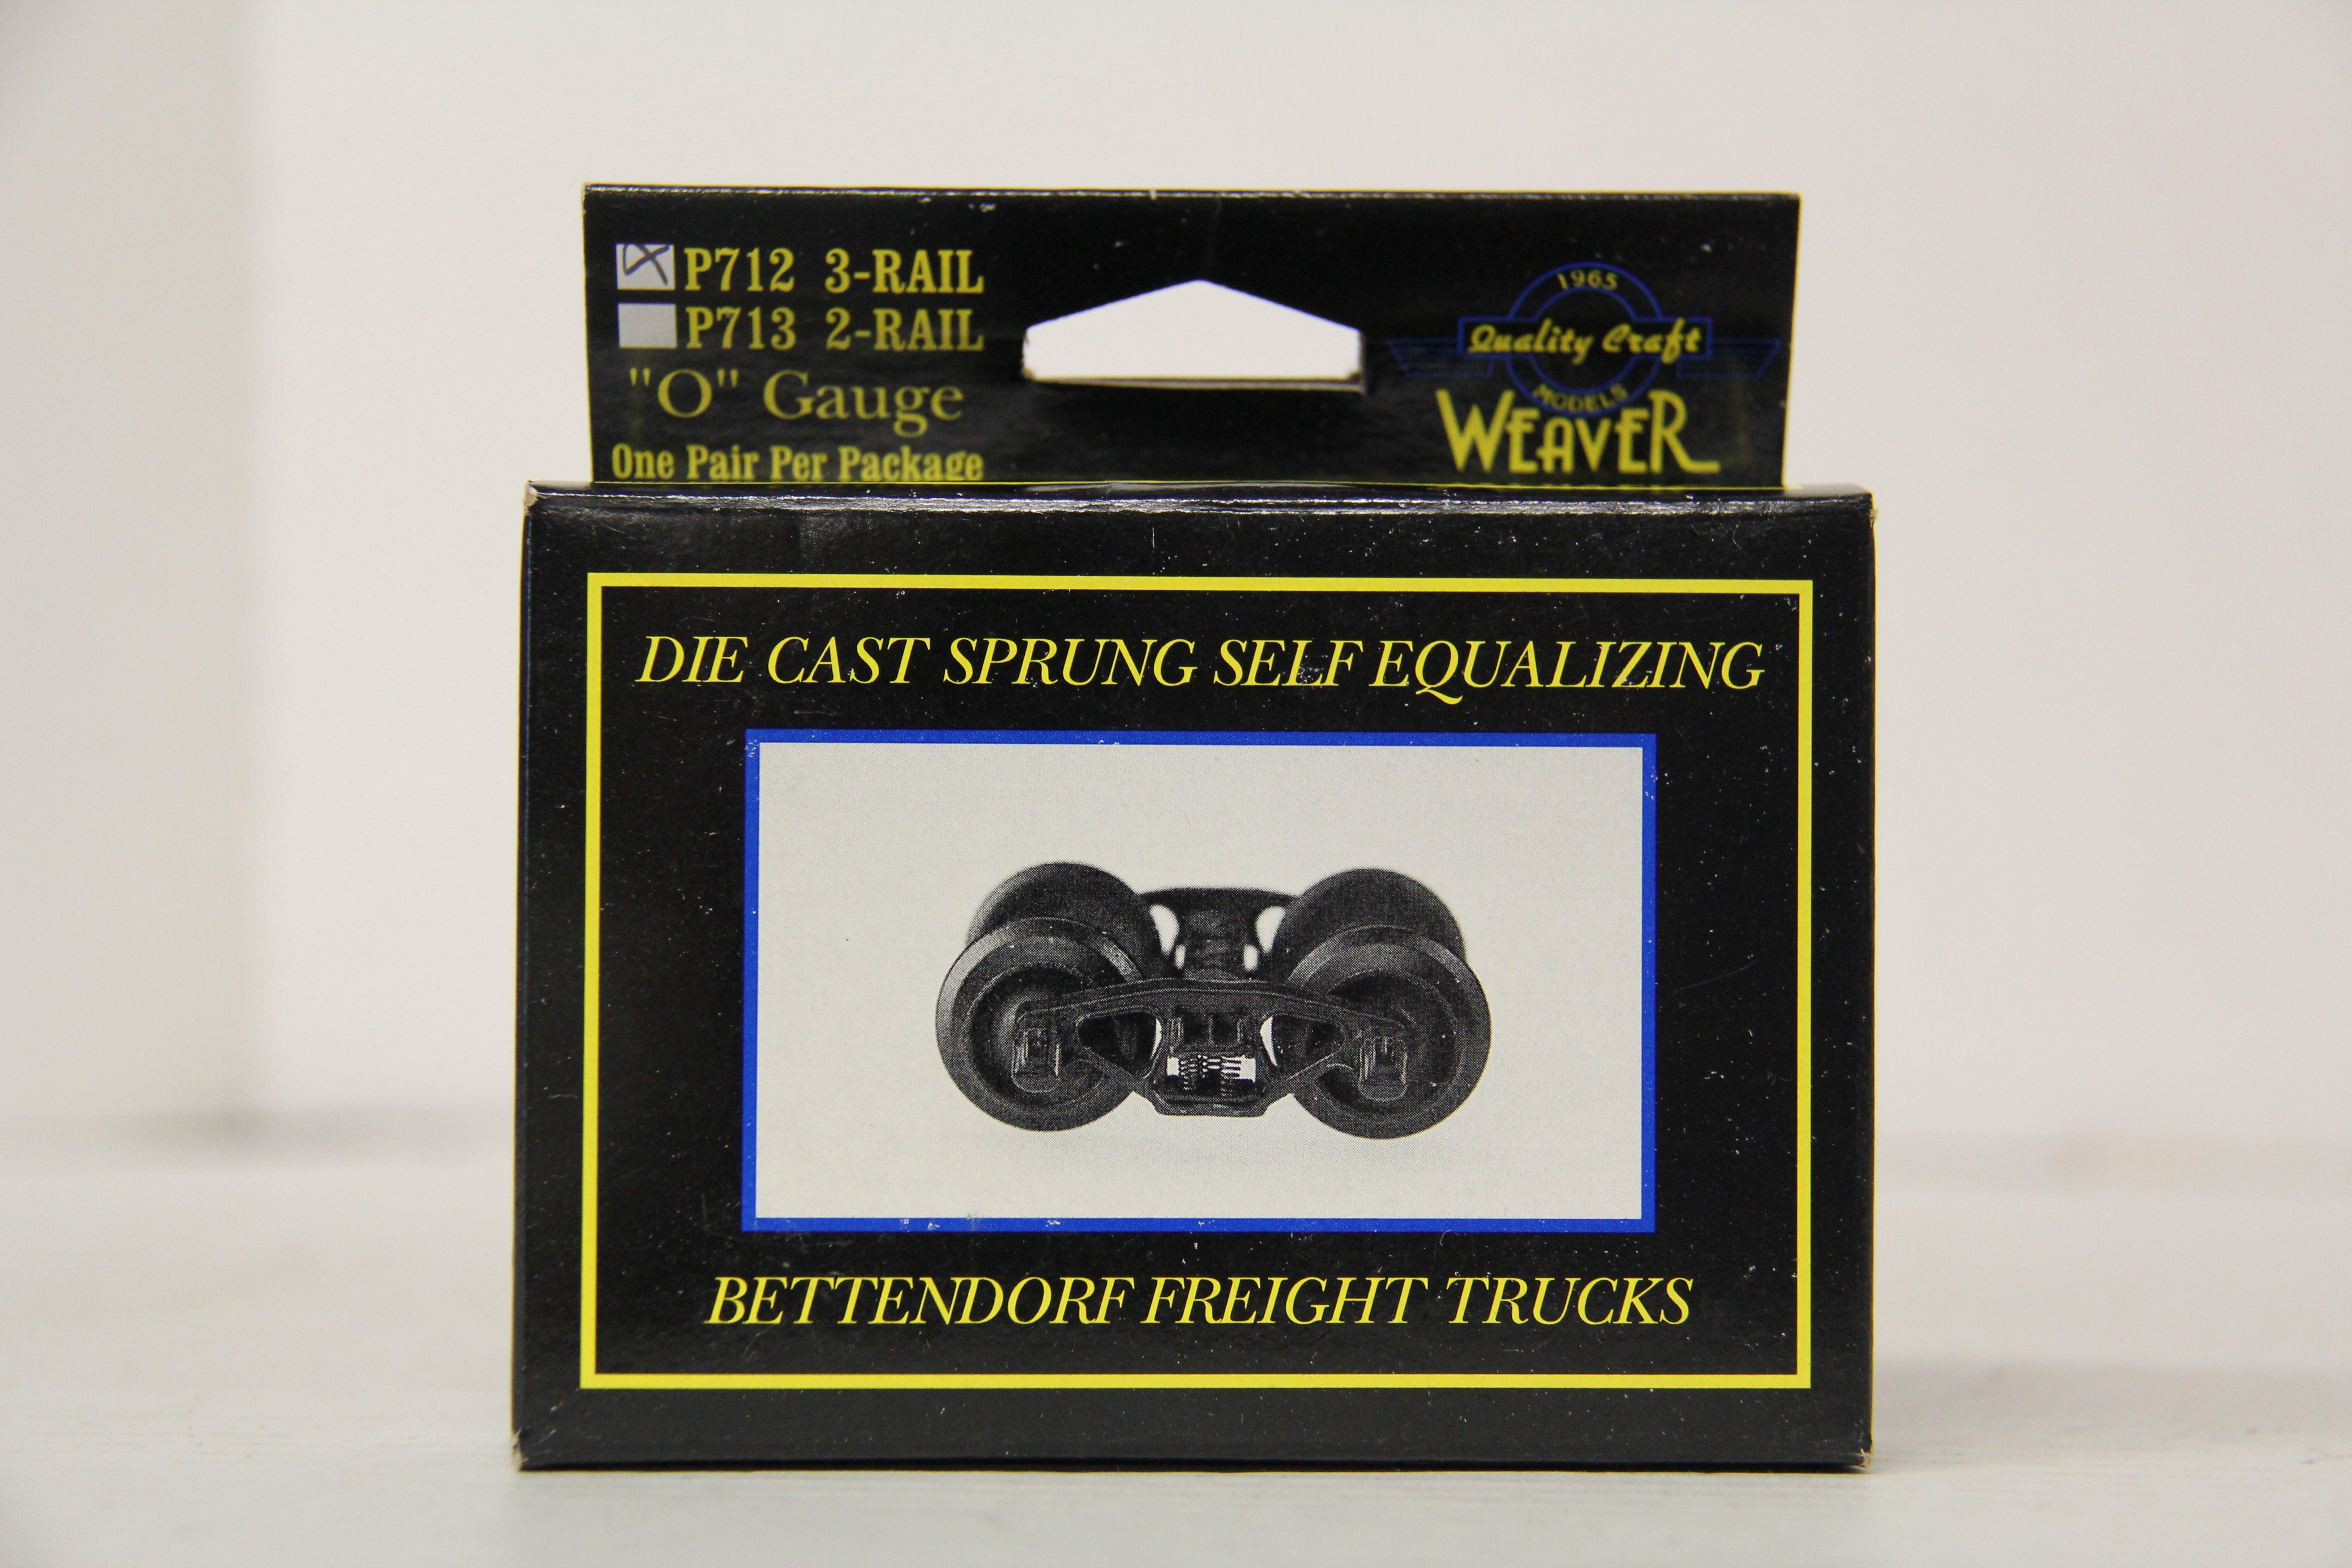 P712 3-RAIL
P713 2-RAIL
"O" Gauge
One Pair Per Package
1965
Quality Craft
MODELS
WEAVER
DIE CAST SPRUNG SELF EQUALIZING
BETTENDORF FREIGHT TRUCKS